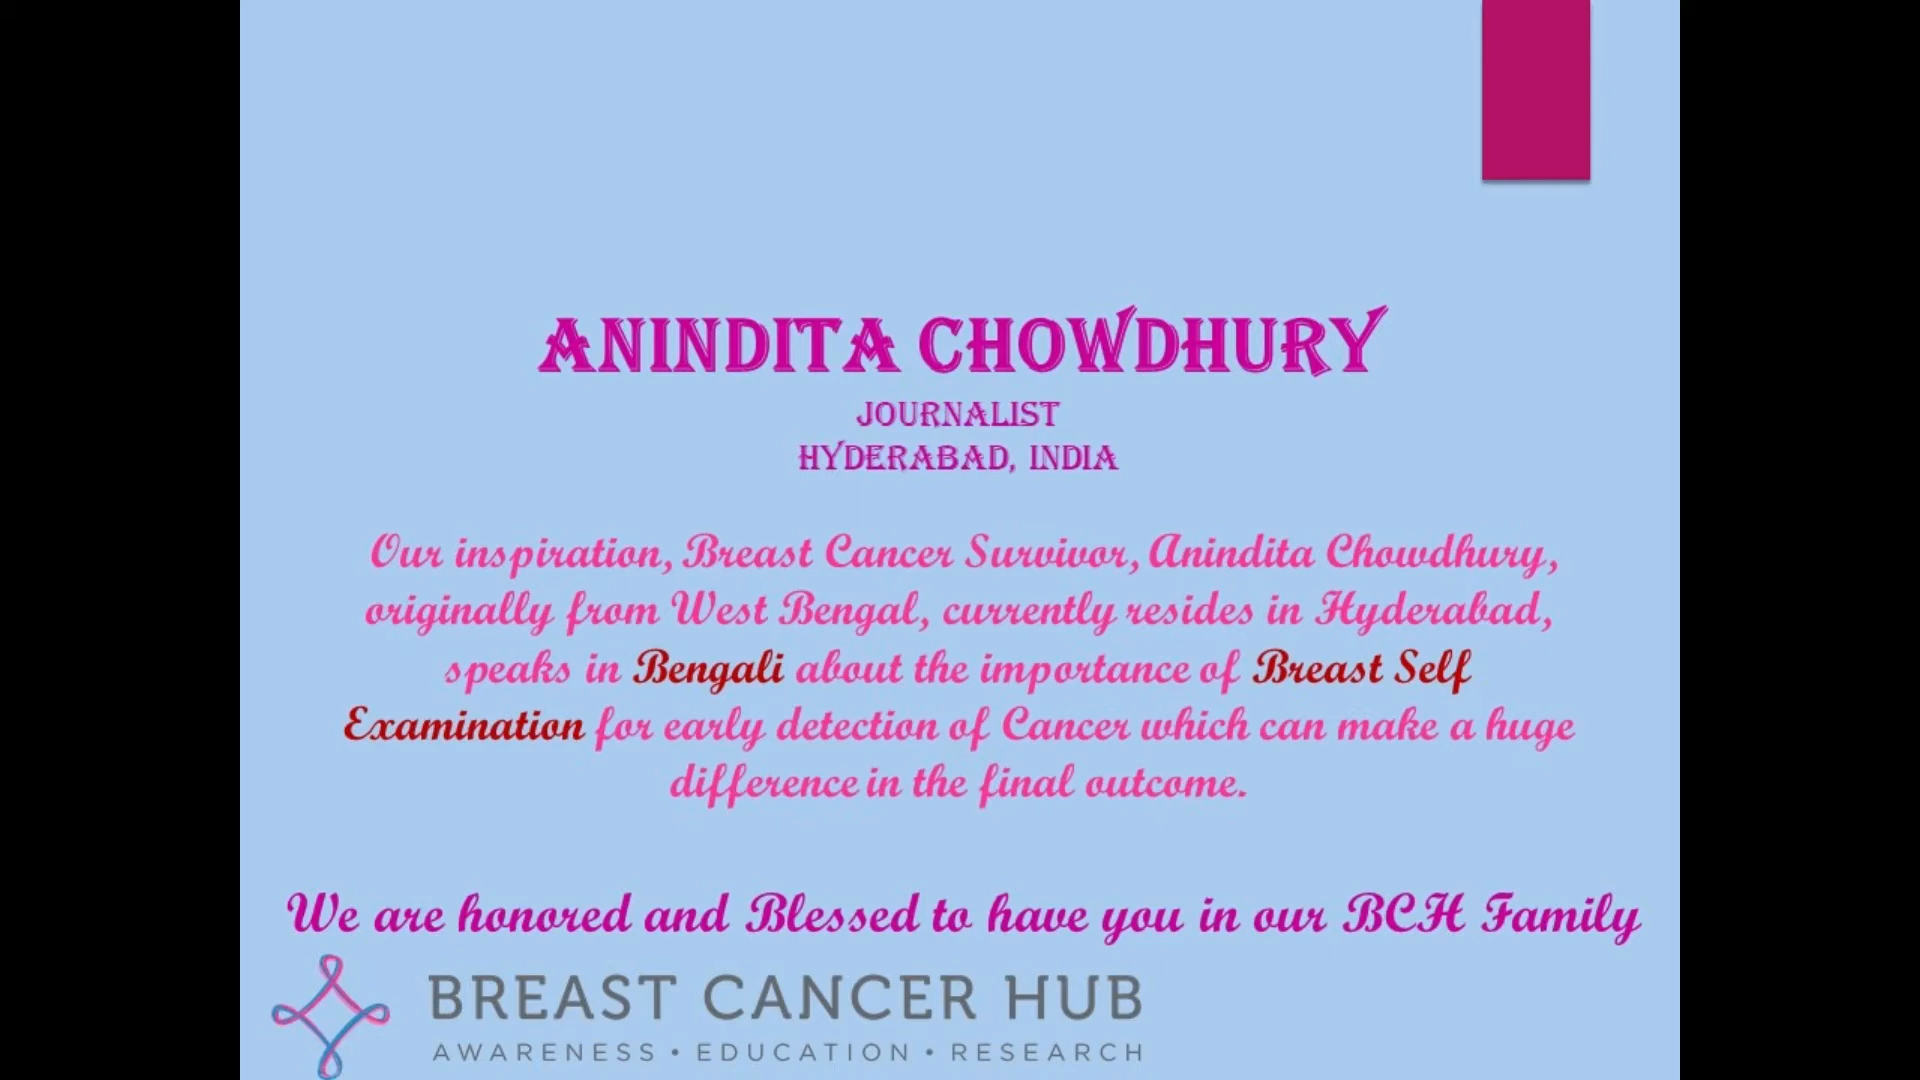 ANINDITA CHOWDHURY
JOURNALIST
HYDERABAD, INDIA
Our inspiration, Breast Cancer Survivor, Anindita Chowdhury,
originally from West Bengal, currently resides in Hyderabad,
speaks in Bengali about the importance of Breast Self
Examination for early detection of Cancer which can make a huge
difference in the final outcome.
We are honored and Blessed to have you in our BCH Family
BREAST CANCER HUB
AWARENESS • EDUCATION • RESEARCH